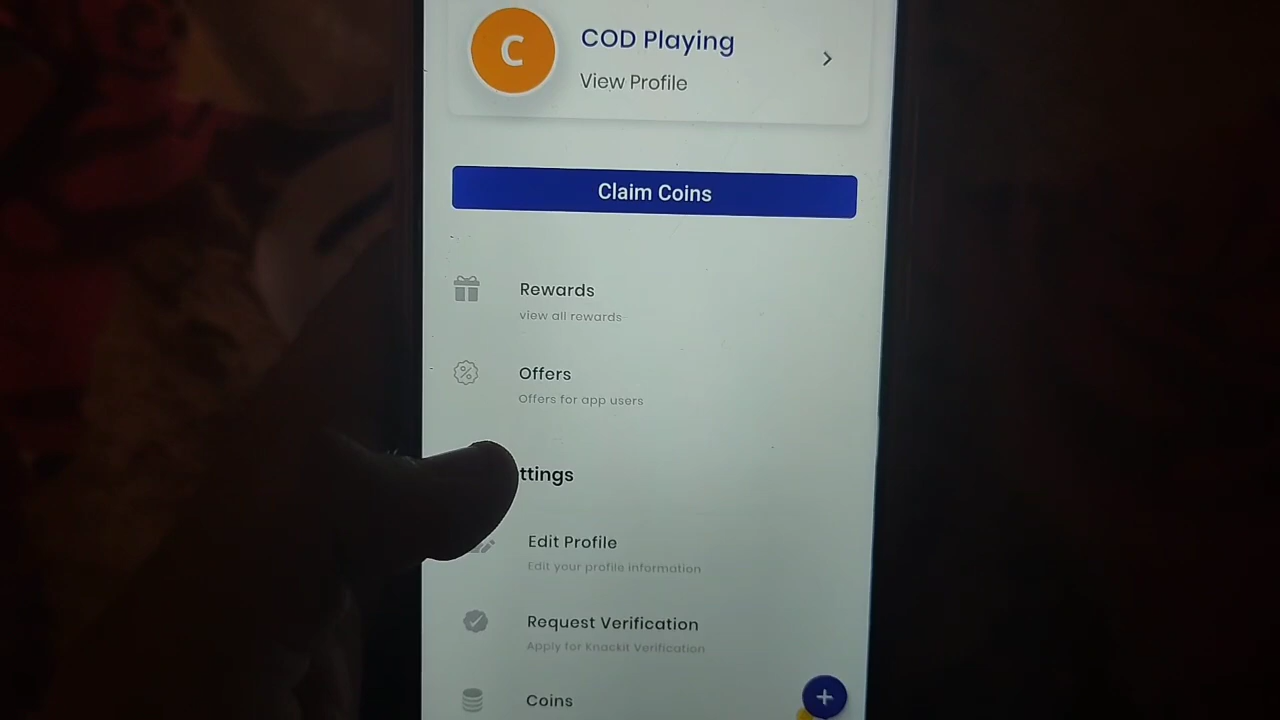 C
COD Playing
View Profile
Claim Coins
Rewards
view all rewards
Offers
Offers for app users
ttings
Edit Profile
Edit your profile information
Request Verification
Apply for Knackit Verification
Coins
+